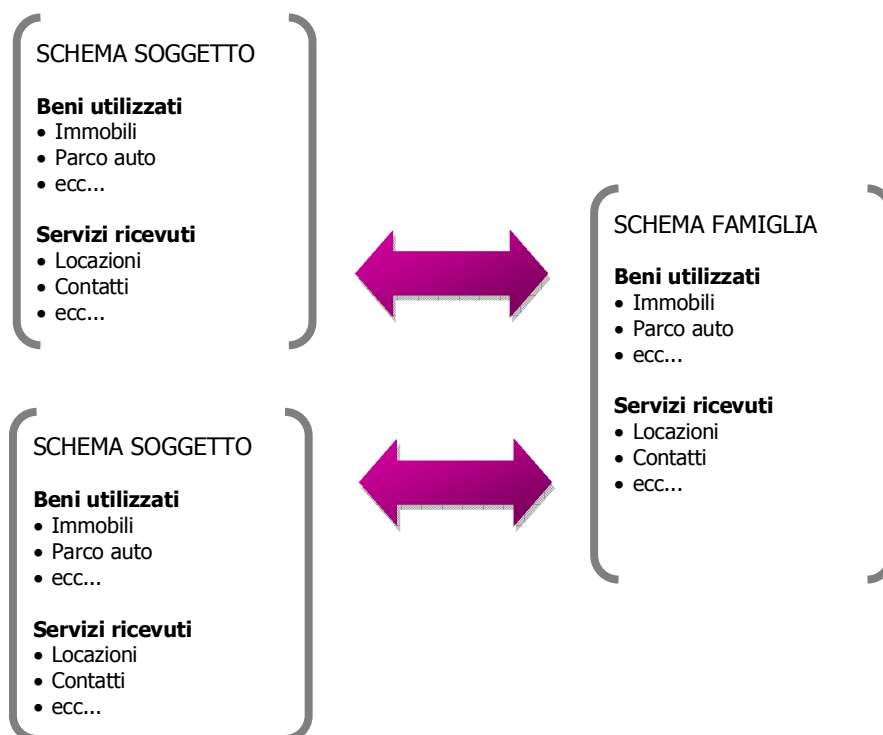 SCHEMA SOGGETTO
Beni utilizzati
• Immobili
• Parco auto
• ecc...
Servizi ricevuti
• Locazioni
• Contatti
• ecc...
SCHEMA FAMIGLIA
Beni utilizzati
• Immobili
• Parco auto
• ecc...
Servizi ricevuti
• Locazioni
• Contatti
• ecc...
SCHEMA SOGGETTO
Beni utilizzati
• Immobili
• Parco auto
• ecc...
Servizi ricevuti
• Locazioni
• Contatti
• ecc...